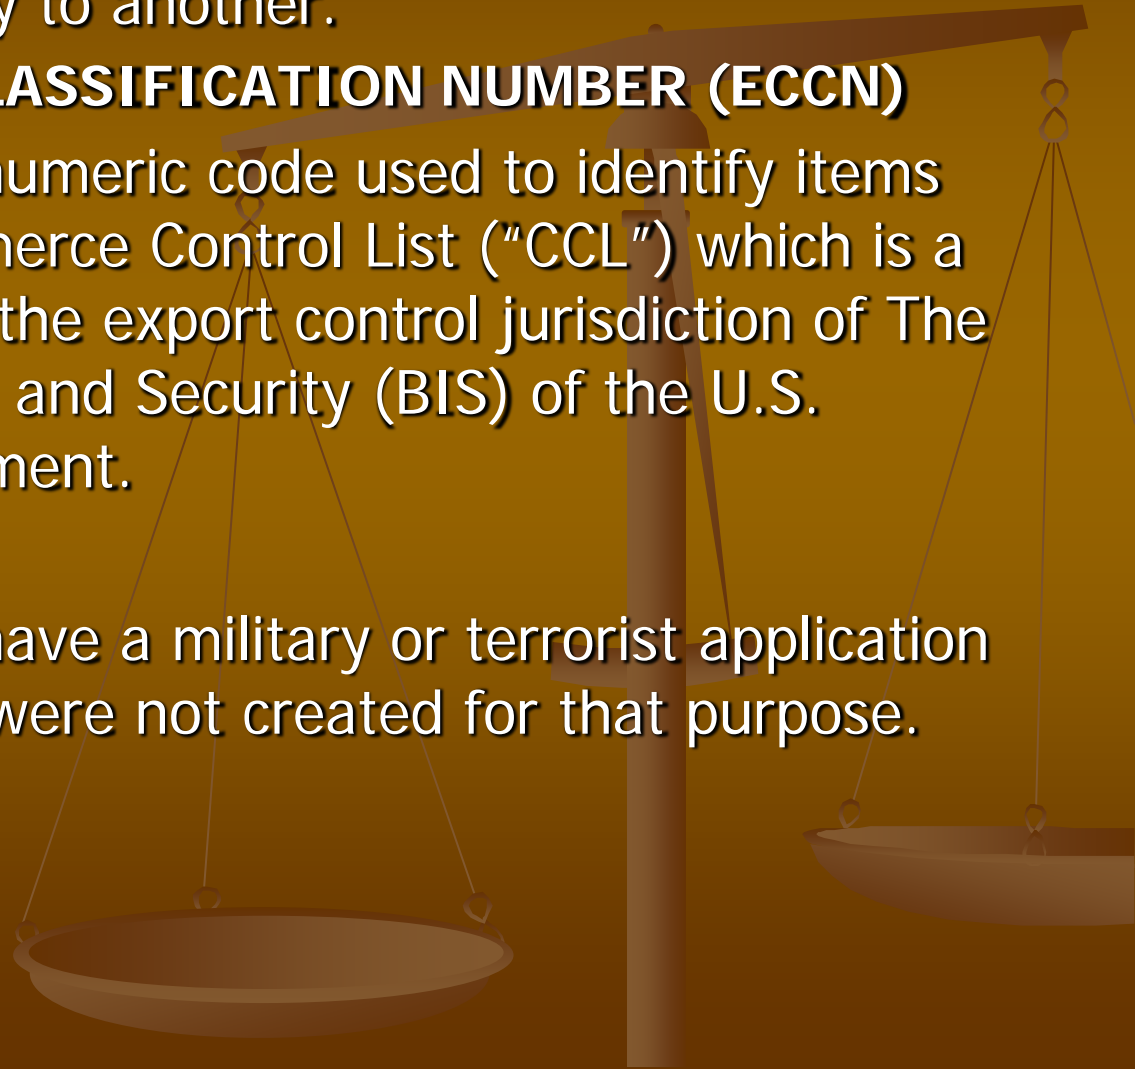 y to another.
LASSIFICATION NUMBER (ECCN)
numeric code used to identify items
merce Control List (“CCL”) which is a
the export control jurisdiction of The
and Security (BIS) of the U.S.
ment.
have a military or terrorist application
were not created for that purpose.